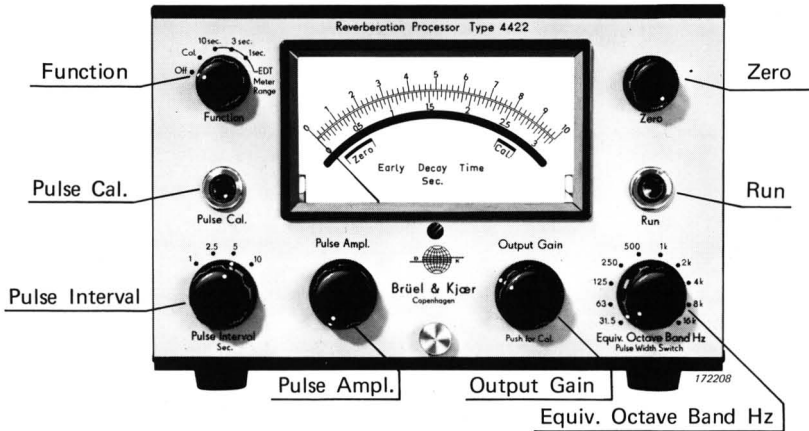 Reverberation Processor Type 4422
10sec.
3 sec.
1sec.
Cal.
Off
EDT
Meter
Range
Function
Function
0 1 2 3 4 5 6 7 8 9 10
0 05 1 1.5 2 2.5 3
Zero
Cal.
Early Decay Time
Sec.
Zero
Zero
Pulse Cal.
Pulse Cal.
Run
Run
Pulse Interval
1 2.5 5 10
Pulse Interval
Sec.
Pulse Ampl.
D K
Brüel & Kjær
Copenhagen
Output Gain
Push for Cal.
500 1k
250 2k
125 4k
63 8k
31.5 16k
Equiv. Octave Band Hz
Pulse Width Switch
172208
Pulse Ampl.
Output Gain
Equiv. Octave Band Hz